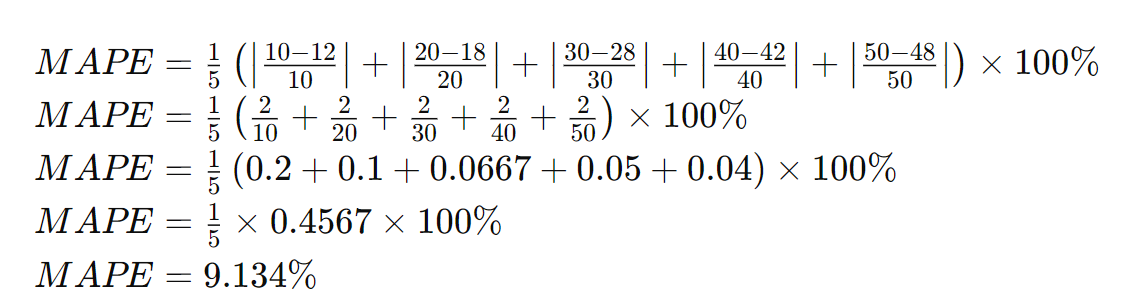 MAPE = 1/5 (|10−12/10| + |20−18/20| + |30−28/30| + |40−42/40| + |50−48/50|) × 100%
MAPE = 1/5 (2/10 + 2/20 + 2/30 + 2/40 + 2/50) × 100%
MAPE = 1/5 (0.2 + 0.1 + 0.0667 + 0.05 + 0.04) × 100%
MAPE = 1/5 × 0.4567 × 100%
MAPE = 9.134%